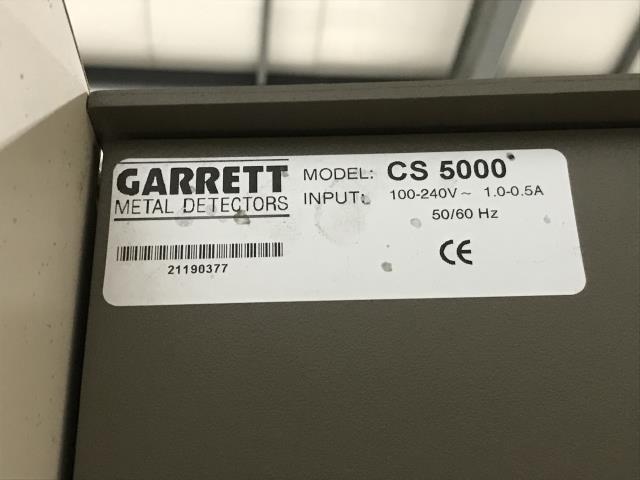 GARRETT
METAL DETECTORS
MODEL: CS 5000
INPUT: 100-240V ~ 1.0-0.5A
50/60 Hz
21190377
CE